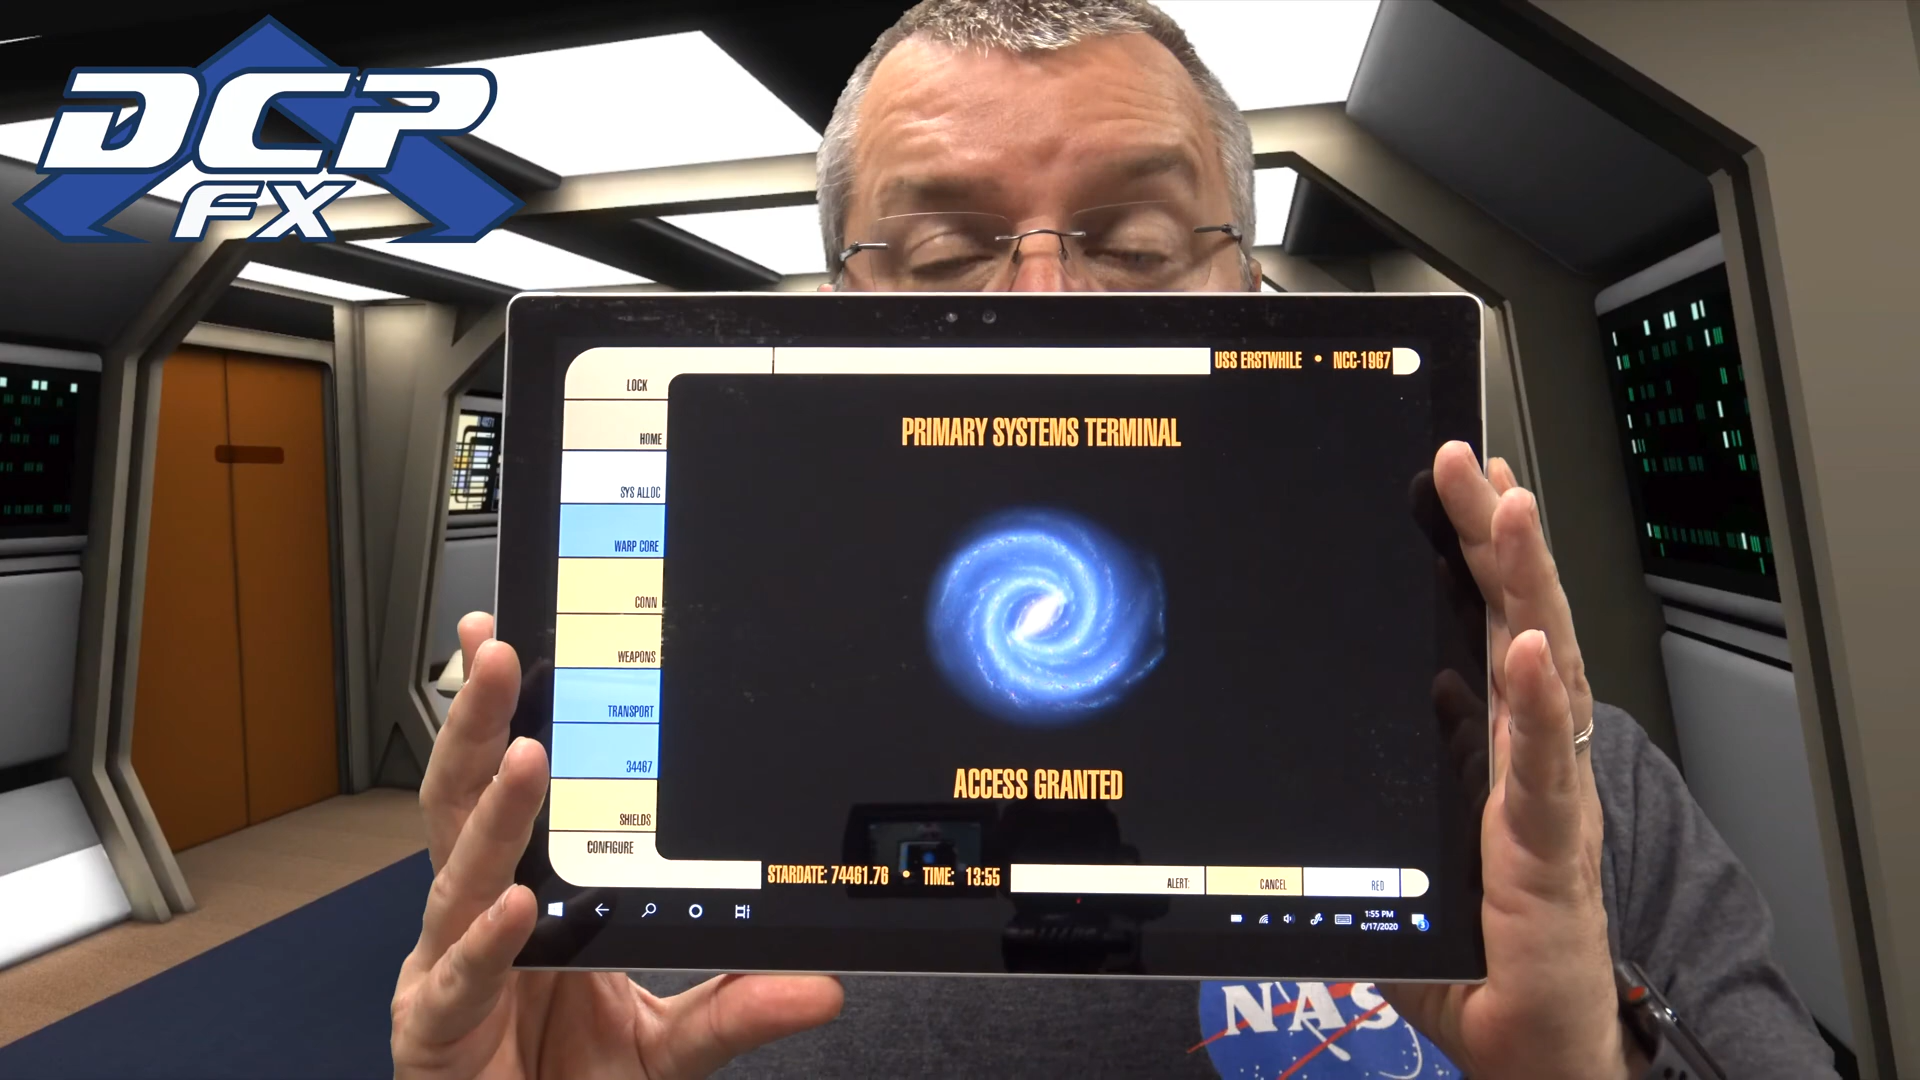 DCP
FX
USS ERSTWHILE • NCC-1967
LOCK
HOME
SYS ALLOC
WARP CORE
CONN
WEAPONS
TRANSPORT
34467
SHIELDS
CONFIGURE
PRIMARY SYSTEMS TERMINAL
ACCESS GRANTED
STARDATE: 74461.76 • TIME: 13:55
ALERT: CANCEL RED
1:55 PM
6/17/2020
3
NAS